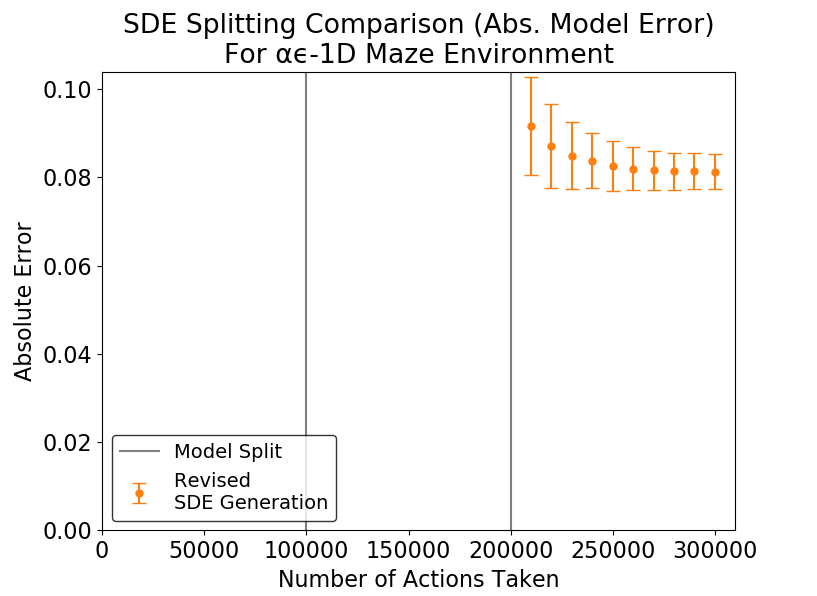 SDE Splitting Comparison (Abs. Model Error)
For αϵ-1D Maze Environment
0.10
0.08
0.06
0.04
0.02
0.00
Absolute Error
Model Split
Revised
SDE Generation
0 50000 100000 150000 200000 250000 300000
Number of Actions Taken